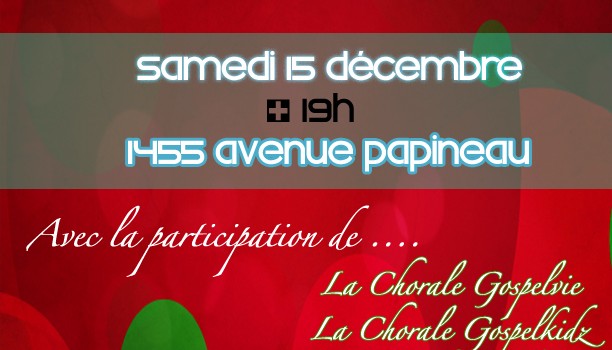 samedi 15 décembre
+ 19h
1455 avenue papineau
Avec la participation de ....
La Chorale Gospelvie
La Chorale Gospelkidz